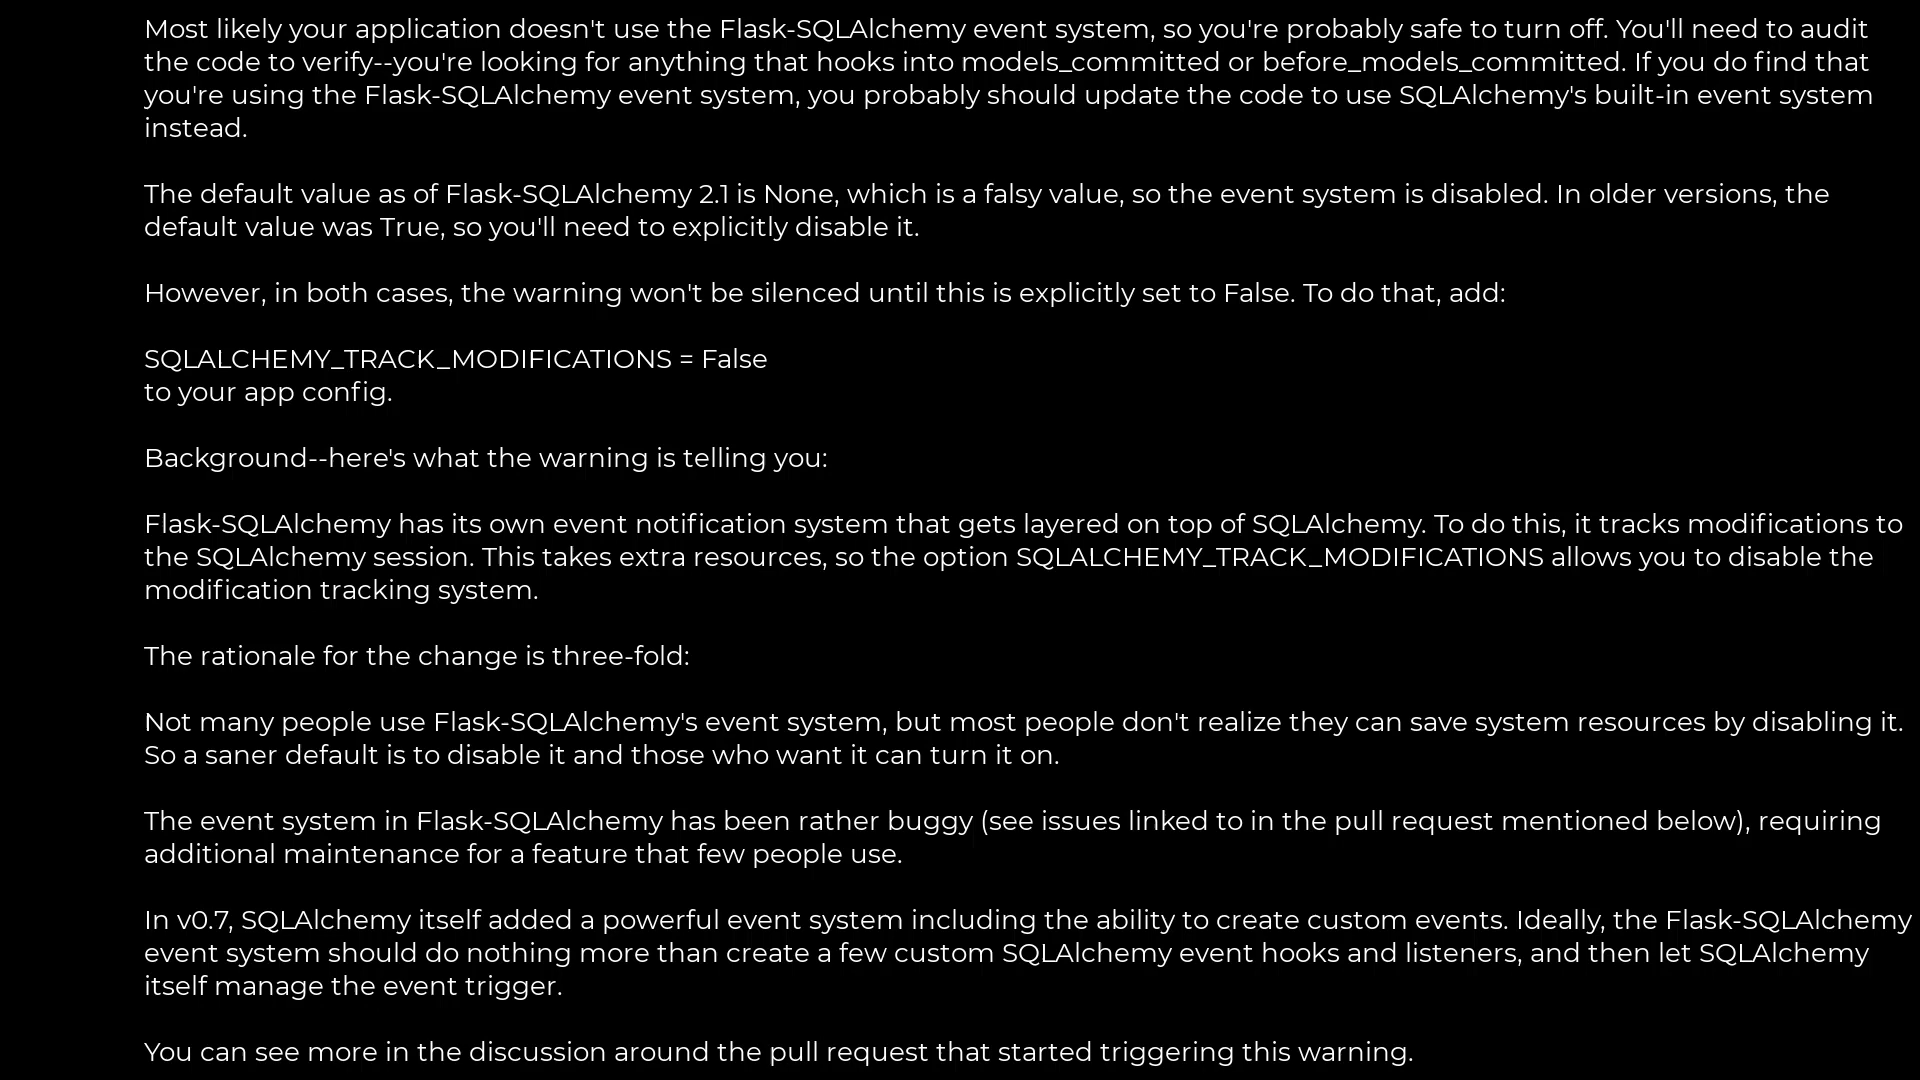 Most likely your application doesn't use the Flask-SQLAlchemy event system, so you're probably safe to turn off. You'll need to audit
the code to verify--you're looking for anything that hooks into models_committed or before_models_committed. If you do find that
you're using the Flask-SQLAlchemy event system, you probably should update the code to use SQLAlchemy's built-in event system
instead.
The default value as of Flask-SQLAlchemy 2.1 is None, which is a falsy value, so the event system is disabled. In older versions, the
default value was True, so you'll need to explicitly disable it.
However, in both cases, the warning won't be silenced until this is explicitly set to False. To do that, add:
SQLALCHEMY_TRACK_MODIFICATIONS = False
to your app config.
Background--here's what the warning is telling you:
Flask-SQLAlchemy has its own event notification system that gets layered on top of SQLAlchemy. To do this, it tracks modifications to
the SQLAlchemy session. This takes extra resources, so the option SQLALCHEMY_TRACK_MODIFICATIONS allows you to disable the
modification tracking system.
The rationale for the change is three-fold:
Not many people use Flask-SQLAlchemy's event system, but most people don't realize they can save system resources by disabling it.
So a saner default is to disable it and those who want it can turn it on.
The event system in Flask-SQLAlchemy has been rather buggy (see issues linked to in the pull request mentioned below), requiring
additional maintenance for a feature that few people use.
In v0.7, SQLAlchemy itself added a powerful event system including the ability to create custom events. Ideally, the Flask-SQLAlchemy
event system should do nothing more than create a few custom SQLAlchemy event hooks and listeners, and then let SQLAlchemy
itself manage the event trigger.
You can see more in the discussion around the pull request that started triggering this warning.